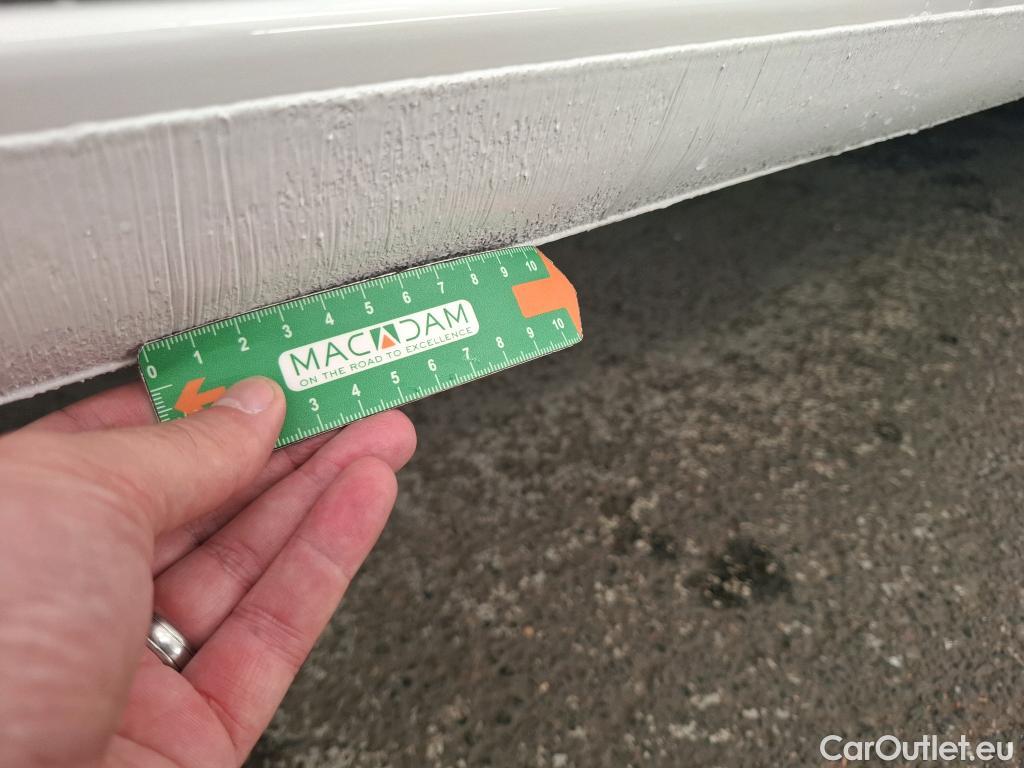 0 1 2 3 4 5 6 7 8 9 10
MACADAM
ON THE ROAD TO EXCELLENCE
3 4 5 6 7 8 9 10
CarOutlet.eu